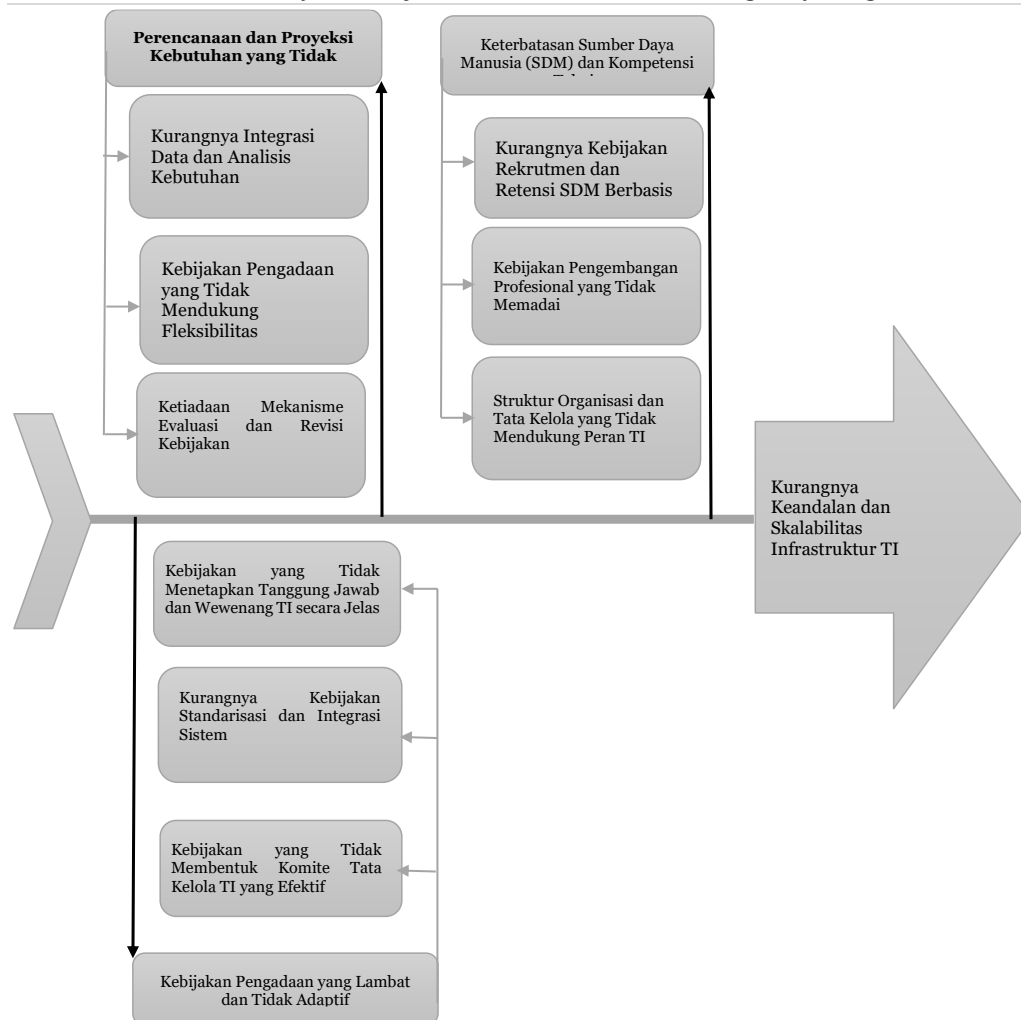 Perencanaan dan Proyeksi
Kebutuhan yang Tidak
Kurangnya Integrasi
Data dan Analisis
Kebutuhan
Kebijakan Pengadaan
yang Tidak
Mendukung
Fleksibilitas
Ketiadaan Mekanisme
Evaluasi dan Revisi
Kebijakan
Keterbatasan Sumber Daya
Manusia (SDM) dan Kompetensi
Kurangnya Kebijakan
Rekrutmen dan
Retensi SDM Berbasis
Kebijakan Pengembangan
Profesional yang Tidak
Memadai
Struktur Organisasi dan
Tata Kelola yang Tidak
Mendukung Peran TI
Kurangnya
Keandalan dan
Skalabilitas
Infrastruktur TI
Kebijakan yang Tidak
Menetapkan Tanggung Jawab
dan Wewenang TI secara Jelas
Kurangnya Kebijakan
Standarisasi dan Integrasi
Sistem
Kebijakan yang Tidak
Membentuk Komite Tata
Kelola TI yang Efektif
Kebijakan Pengadaan yang Lambat
dan Tidak Adaptif